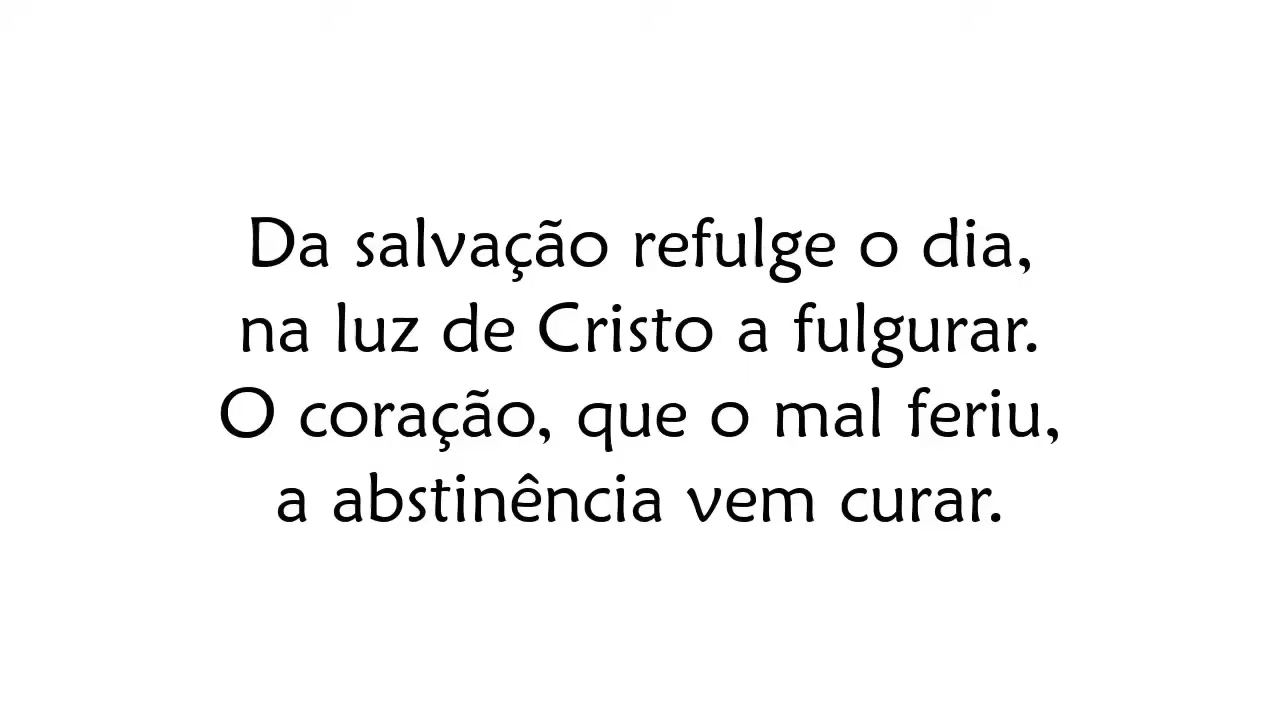 Da salvação refulge o dia,
na luz de Cristo a fulgurar.
O coração, que o mal feriu,
a abstinência vem curar.